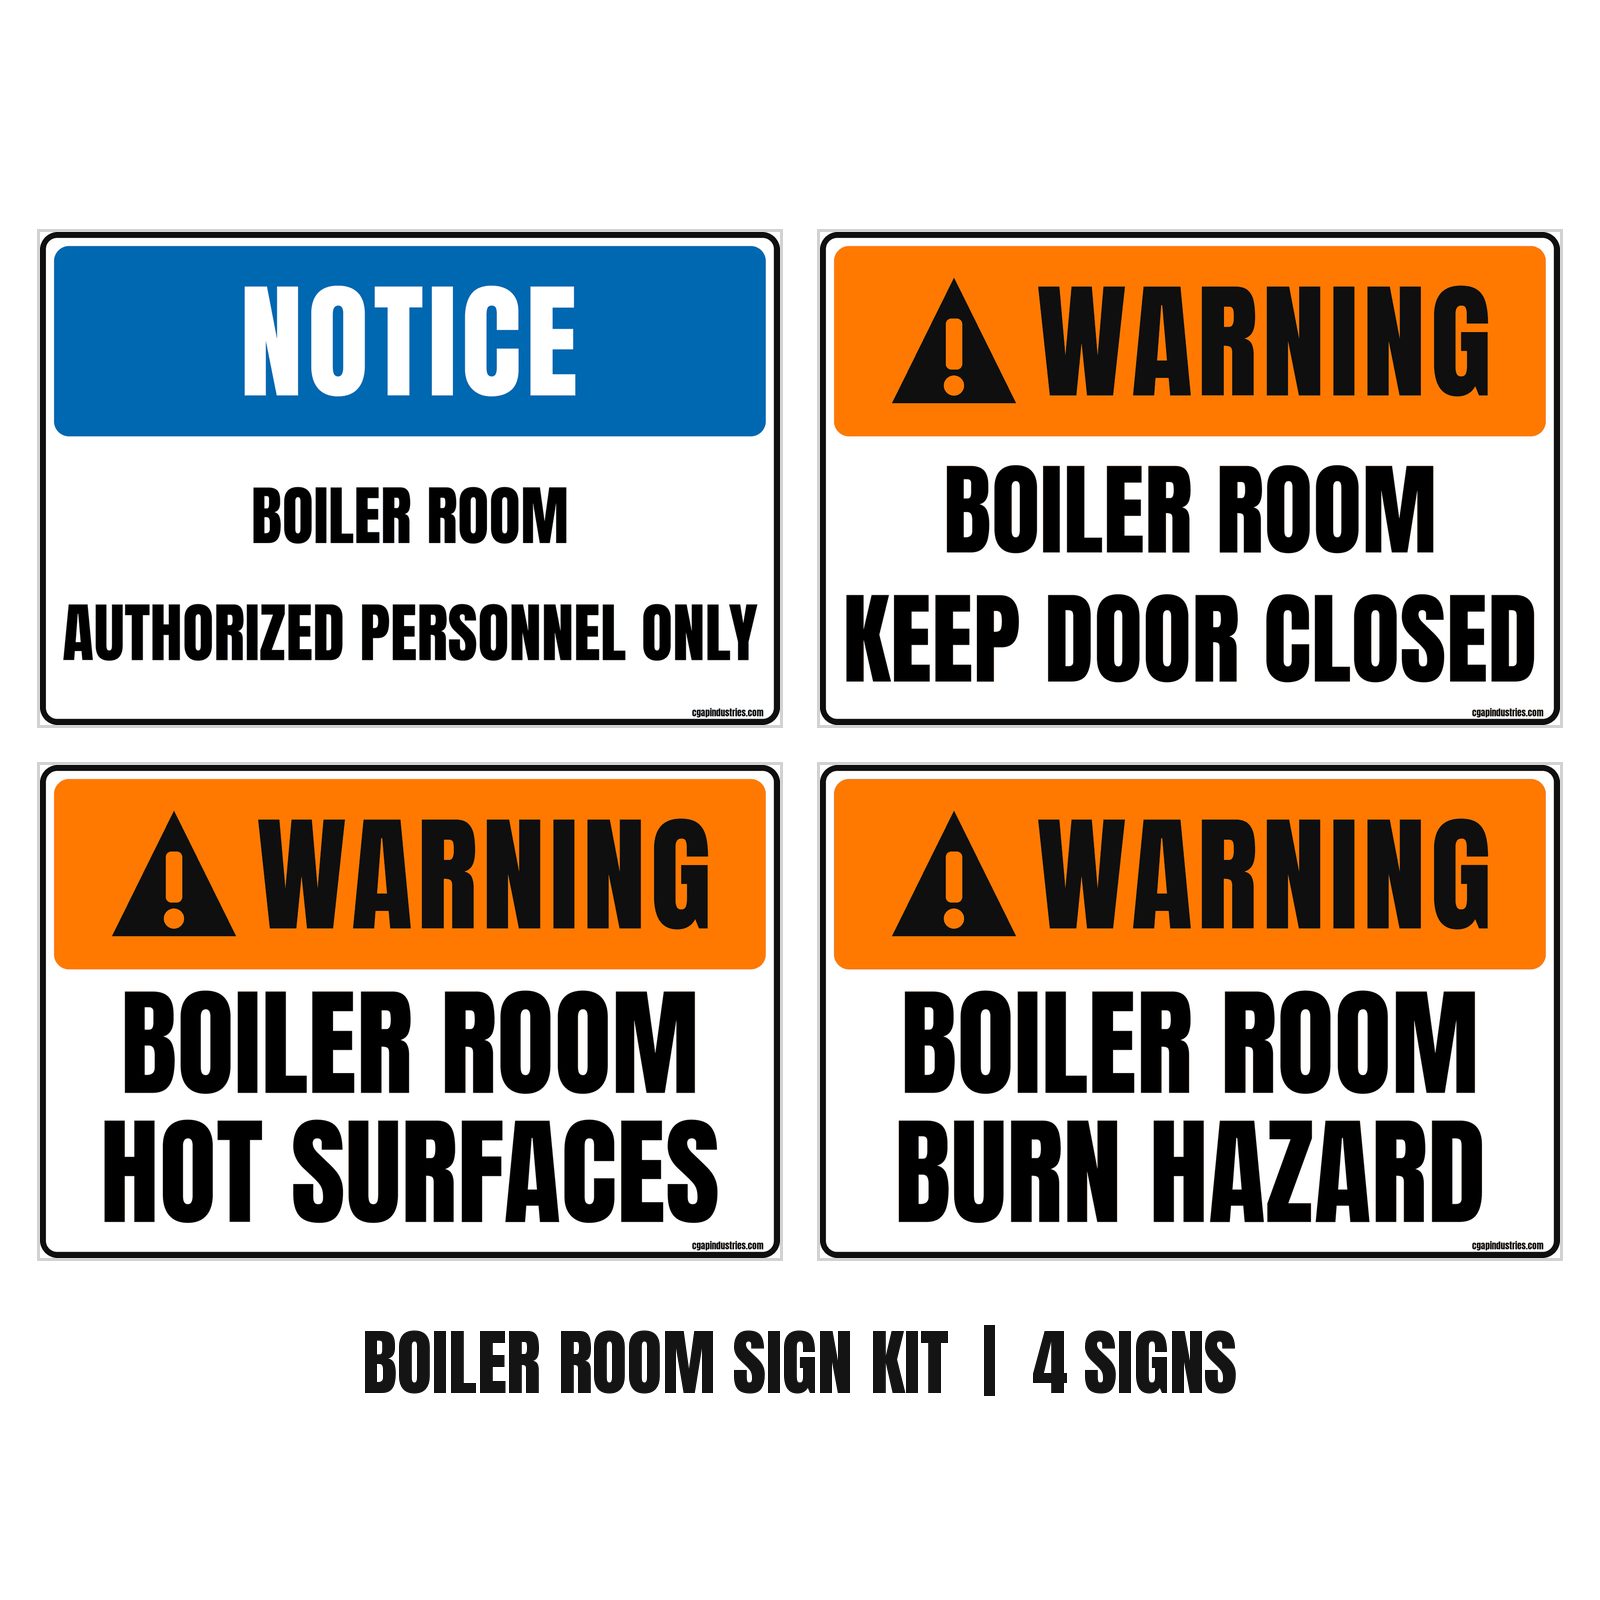 NOTICE
BOILER ROOM
AUTHORIZED PERSONNEL ONLY
cgapindustries.com
WARNING
BOILER ROOM
KEEP DOOR CLOSED
cgapindustries.com
WARNING
BOILER ROOM
HOT SURFACES
cgapindustries.com
WARNING
BOILER ROOM
BURN HAZARD
cgapindustries.com
BOILER ROOM SIGN KIT | 4 SIGNS